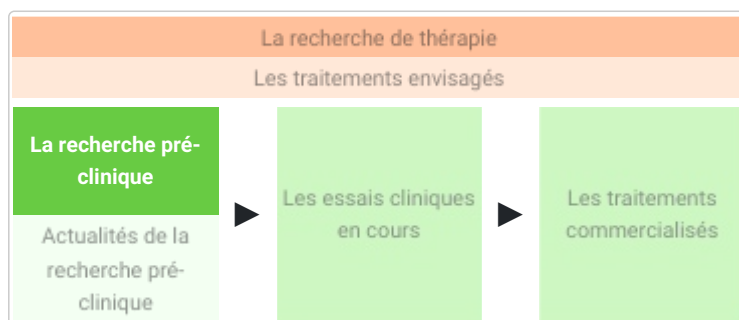 La recherche de thérapie
Les traitements envisagés
La recherche pré-
clinique
Actualités de la
recherche pré-
clinique
Les essais cliniques
en cours
Les traitements
commercialisés